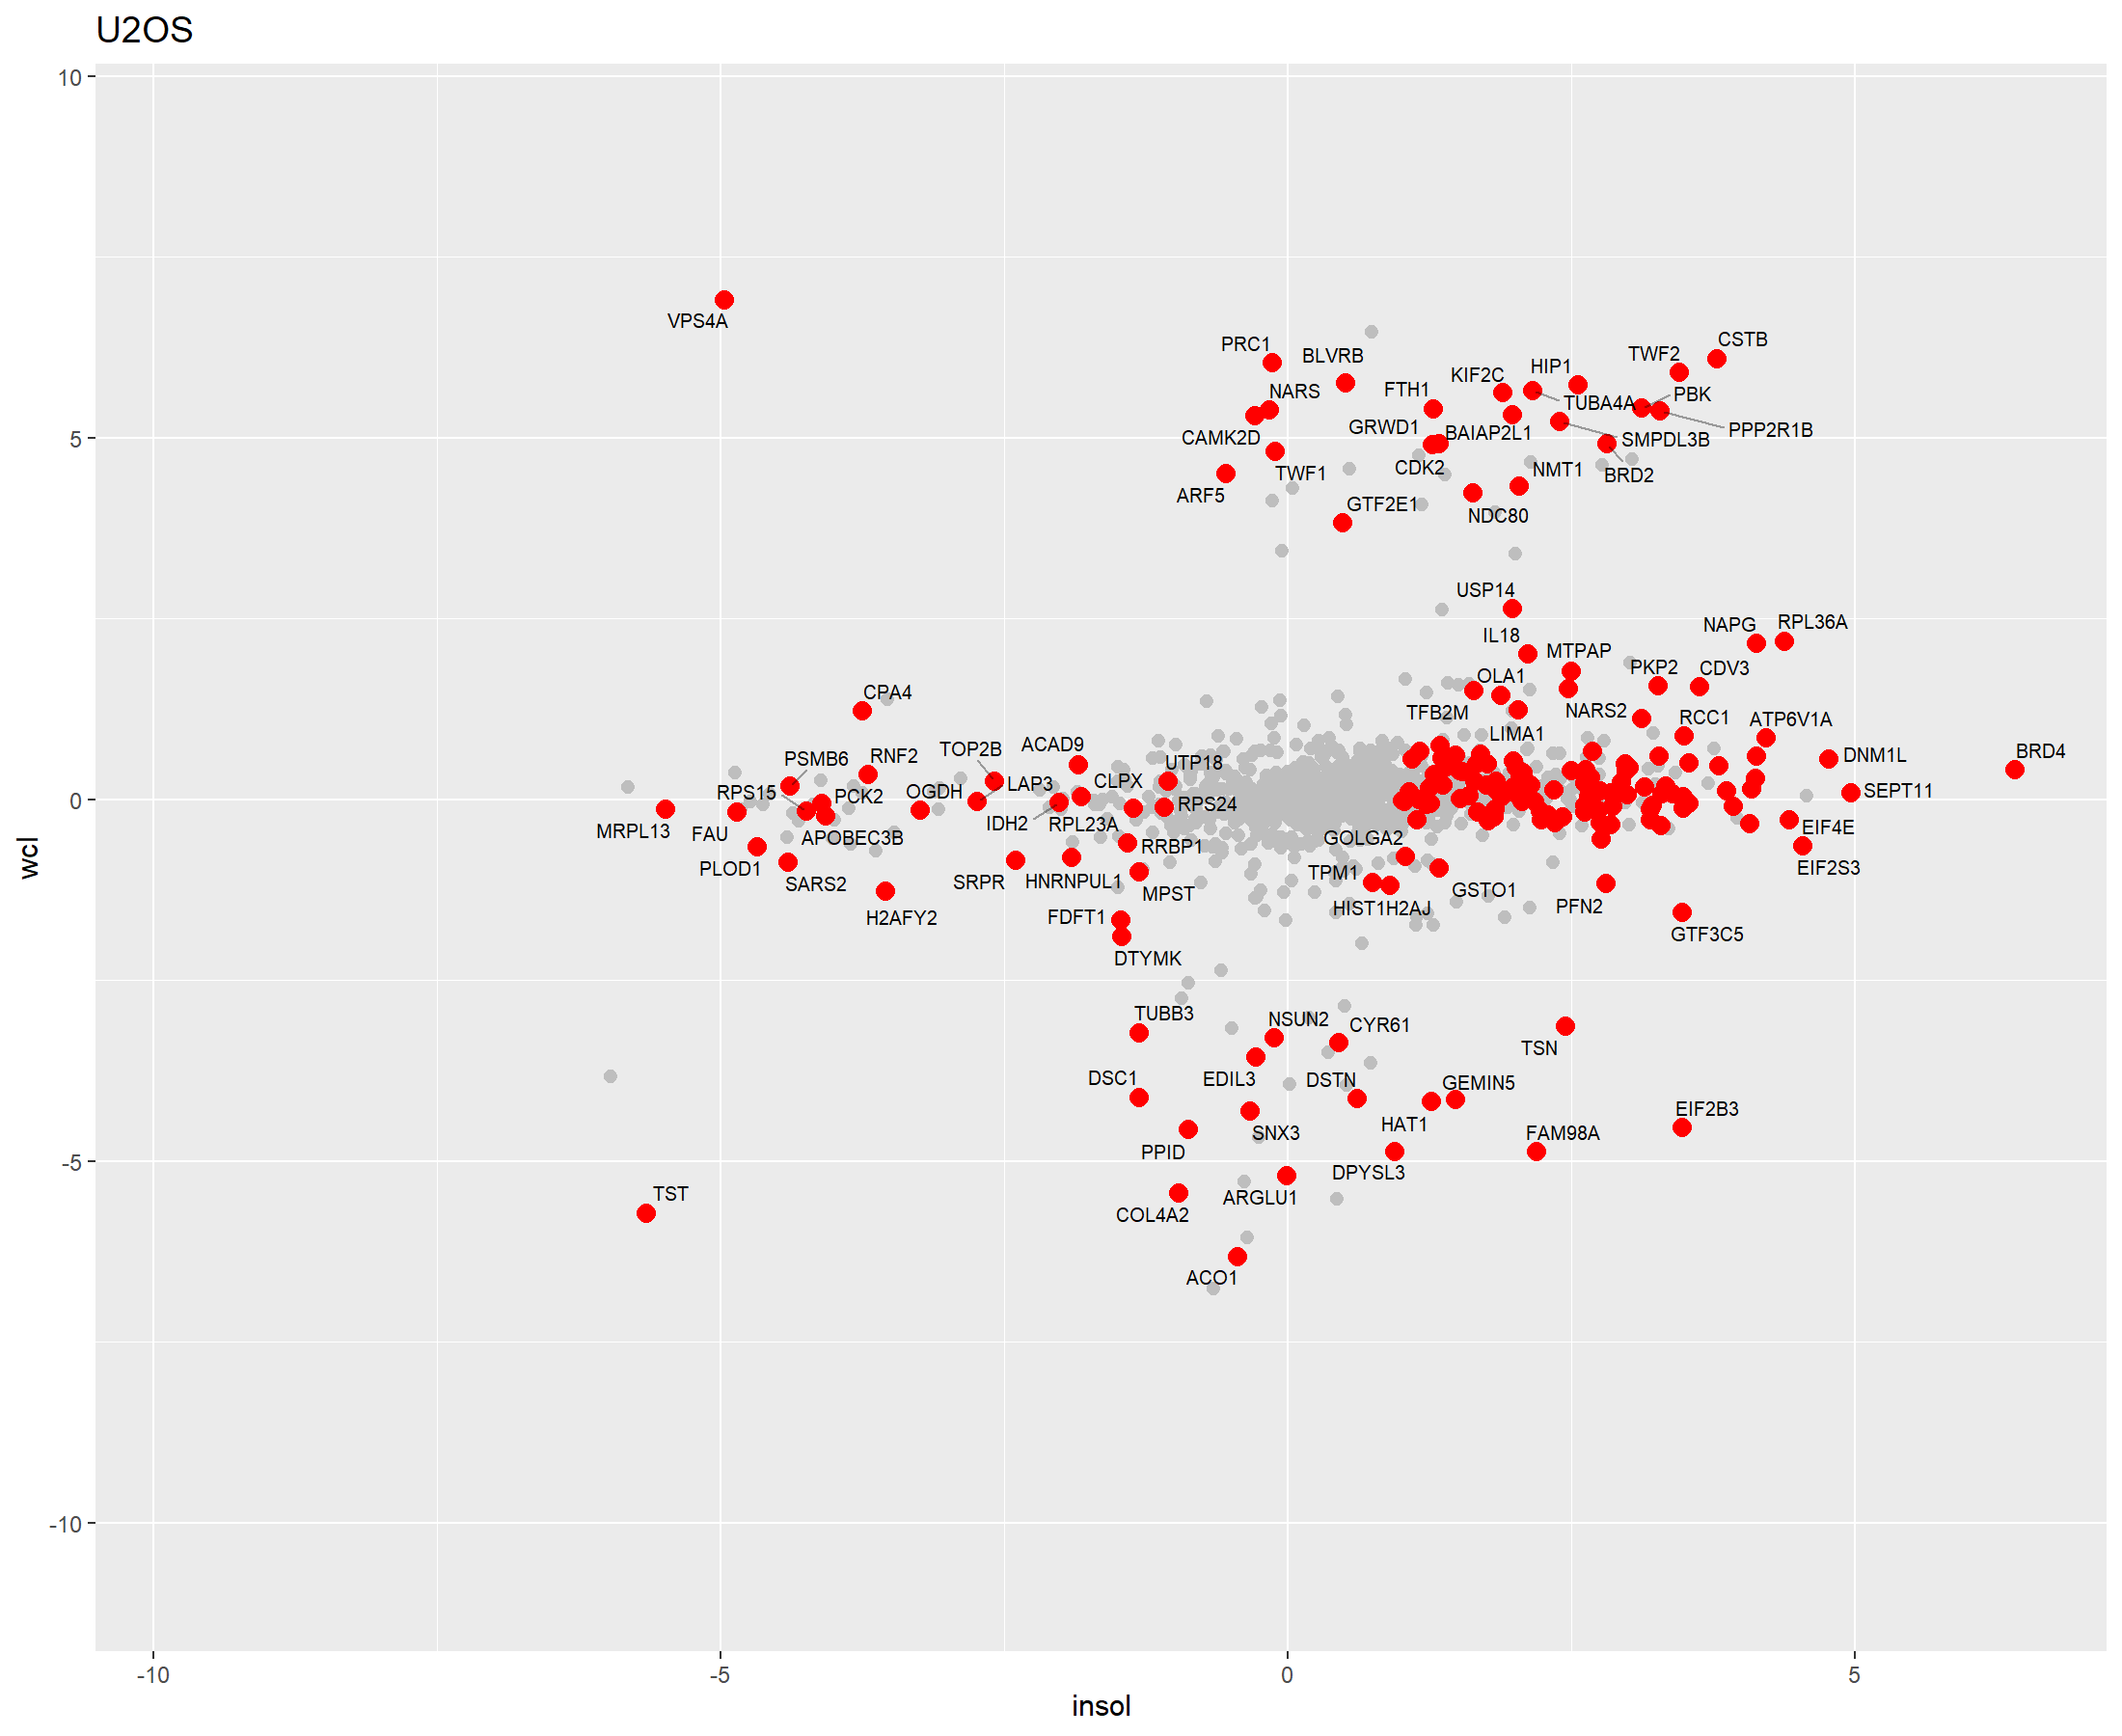 U2OS
10
VPS4A
PRC1
BLVRB
CSTB
TWF2
HIP1
KIF2C
FTH1
NARS
PBK
TUBA4A
PPP2R1B
GRWD1
BAIAP2L1
CAMK2D
SMPDL3B
5
CDK2
NMT1
TWF1
BRD2
ARF5
GTF2E1
NDC80
USP14
NAPG
RPL36A
IL18
MTPAP
PKP2
CDV3
OLA1
CPA4
TFB2M
NARS2
RCC1
ATP6V1A
LIMA1
ACAD9
TOP2B
RNF2
PSMB6
UTP18
DNM1L
BRD4
CLPX
LAP3
OGDH
RPS15
PCK2
RPS24
SEPT11
0
IDH2
RPL23A
MRPL13
FAU
APOBEC3B
GOLGA2
EIF4E
RRBP1
PLOD1
SARS2
SRPR
HNRNPUL1
TPM1
EIF2S3
MPST
GSTO1
HIST1H2AJ
PFN2
H2AFY2
FDFT1
GTF3C5
DTYMK
TUBB3
NSUN2
CYR61
TSN
DSC1
EDIL3
DSTN
GEMIN5
EIF2B3
HAT1
SNX3
FAM98A
PPID
-5
DPYSL3
TST
ARGLU1
COL4A2
ACO1
-10
-10
-5
0
5
insol
wcl